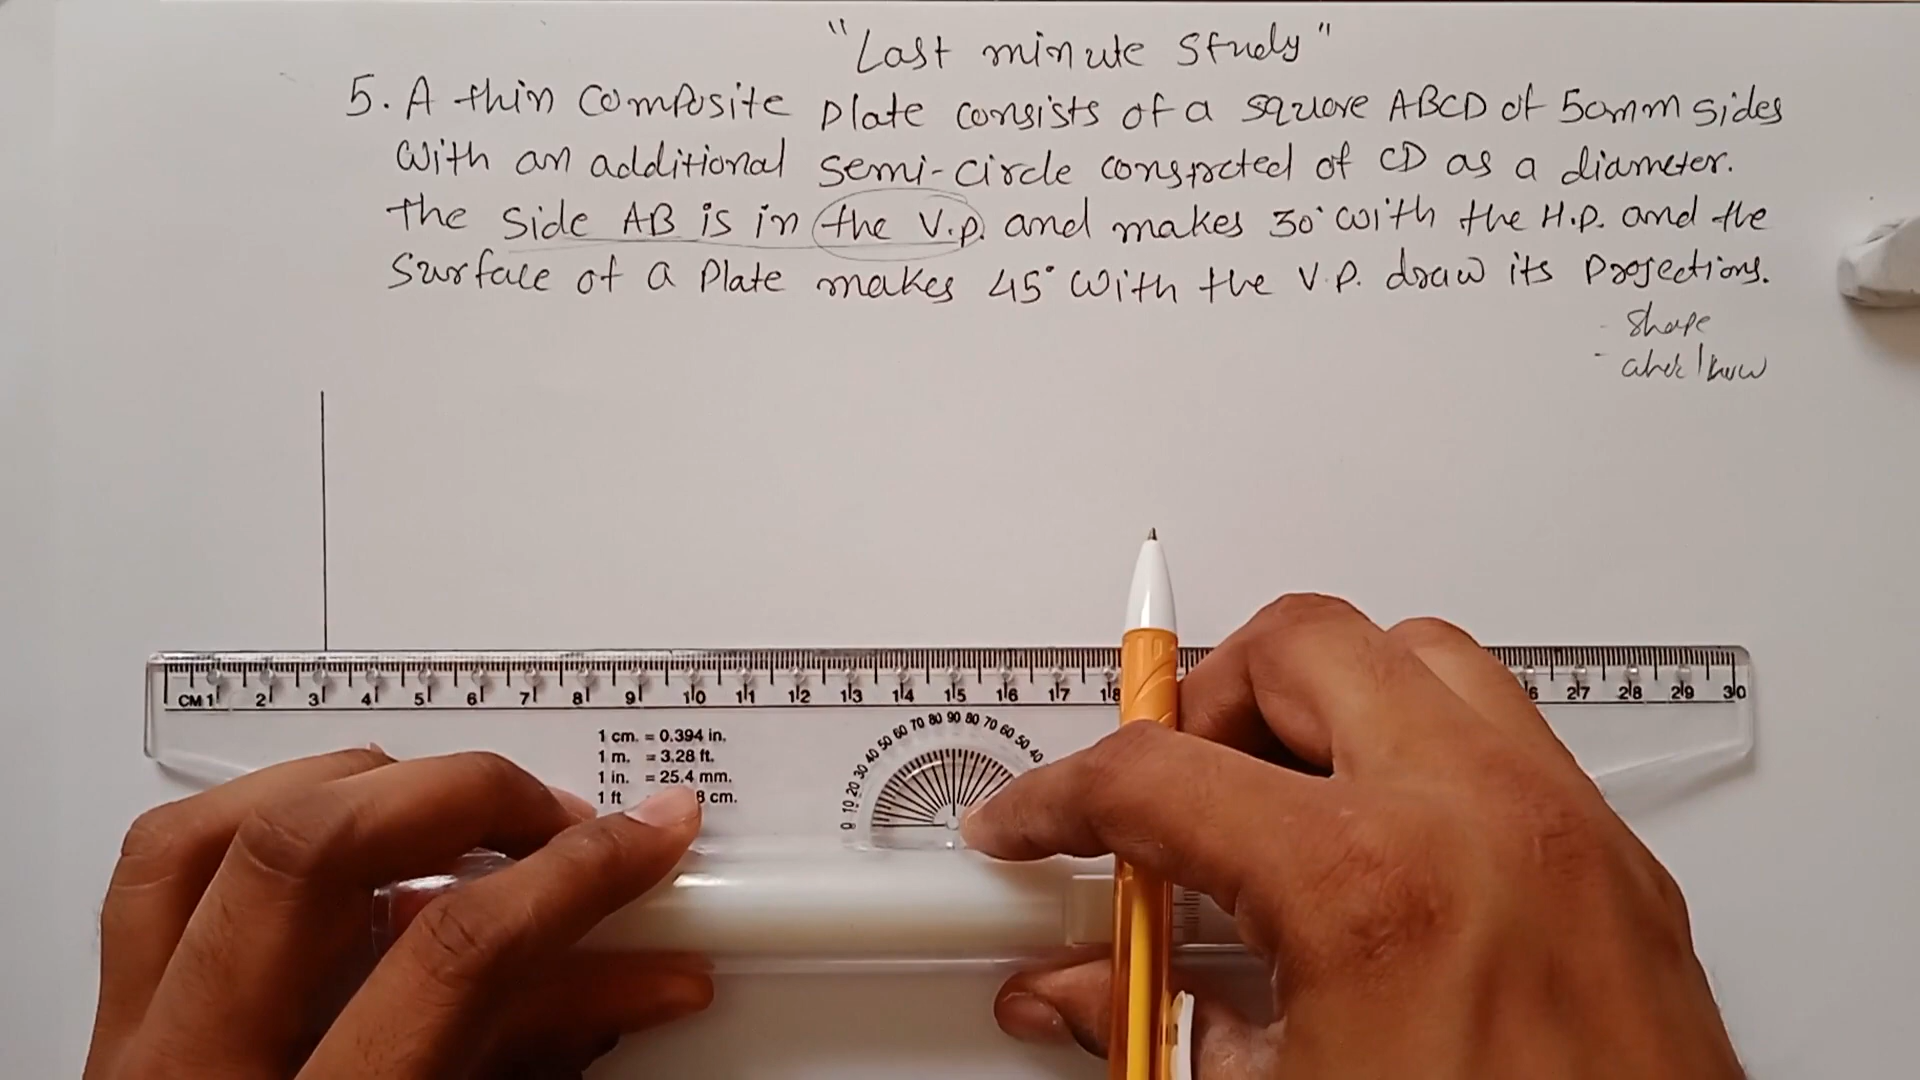 "Last minute study"
5. A thin composite plate consists of a square ABCD of 50mm sides
with an additional semi-circle constrcted of CD as a diameter.
the side AB is in the V.P. and makes 30° with the H.P. and the
surface of a plate makes 45° with the V.P. draw its projections.
- shape
CM 1 2 3 4 5 6 7 8 9 10 11 12 13 14 15 16 17 18 6 27 28 29 30
1 cm. = 0.394 in.
1 m. = 3.28 ft.
1 in. = 25.4 mm.
1 ft 8 cm.
0 10 20 30 40 50 60 70 80 90 80 70 60 50 40